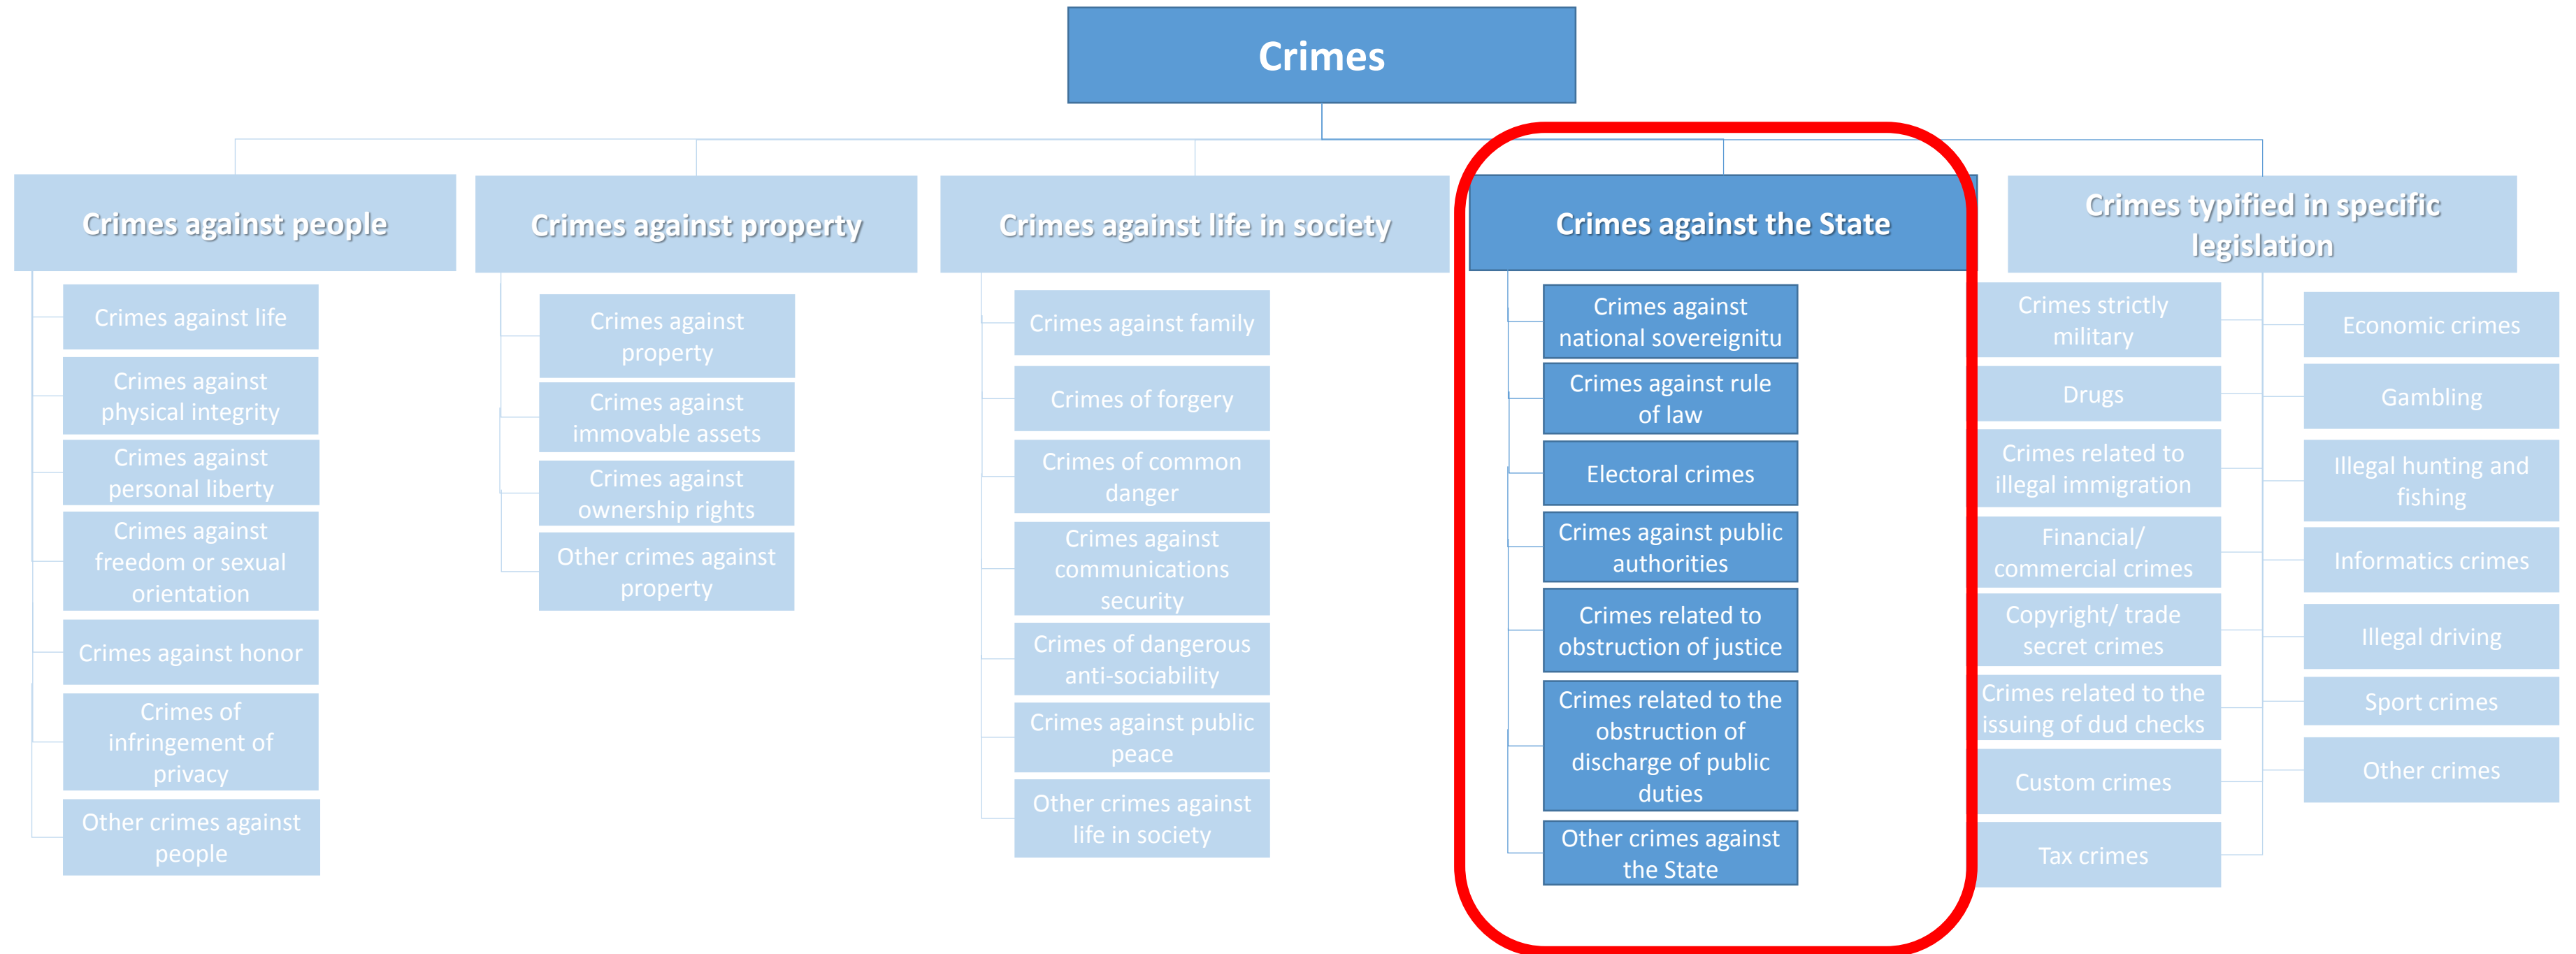 Crimes
Crimes against people
Crimes against life
Crimes against
physical integrity
Crimes against
personal liberty
Crimes against
freedom or sexual
orientation
Crimes against honor
Crimes of
infringement of
privacy
Other crimes against
people
Crimes against property
Crimes against
property
Crimes against
immovable assets
Crimes against
ownership rights
Other crimes against
property
Crimes against life in society
Crimes against family
Crimes of forgery
Crimes of common
danger
Crimes against
communications
security
Crimes of dangerous
anti-sociability
Crimes against public
peace
Other crimes against
life in society
Crimes against the State
Crimes against
national sovereignitu
Crimes against rule
of law
Electoral crimes
Crimes against public
authorities
Crimes related to
obstruction of justice
Crimes related to the
obstruction of
discharge of public
duties
Other crimes against
the State
Crimes typified in specific
legislation
Crimes strictly
military
Drugs
Crimes related to
illegal immigration
Financial/
commercial crimes
Copyright/ trade
secret crimes
Crimes related to the
issuing of dud checks
Custom crimes
Tax crimes
Economic crimes
Gambling
Illegal hunting and
fishing
Informatics crimes
Illegal driving
Sport crimes
Other crimes